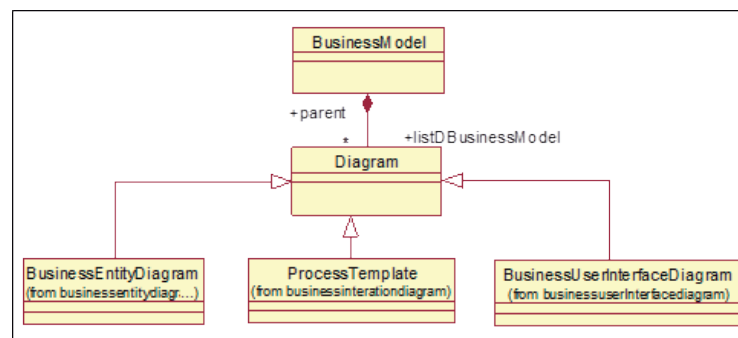 BusinessModel
+parent
*
+listDBusinessModel
Diagram
BusinessEntityDiagram
(from businessentitydiagr....)
ProcessTemplate
(from businessinterationdiagram)
BusinessUserInterfaceDiagram
(from businessuserInterfacediagram)